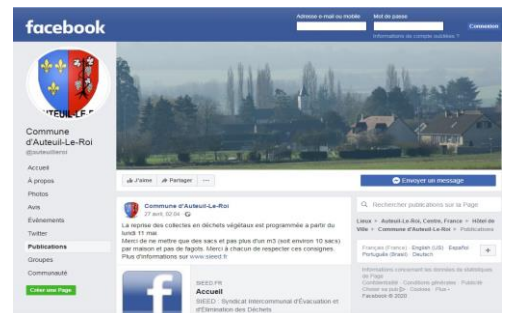 facebook
Adresse e-mail ou mobile
Mot de passe
Connexion
Informations de compte oubliées ?
AUTEUIL-LE-R
Commune
d'Auteuil-Le-Roi
@auteuilleroi
Accueil
À propos
Photos
Avis
Évènements
Twitter
Publications
Groupes
Communauté
Créer une Page
J'aime
Partager
Envoyer un message
Commune d'Auteuil-Le-Roi
27 avril, 02:04
La reprise des collectes en déchets végétaux est programmée a partir du
lundi 11 mai.
Merci de ne mettre que des sacs et pas plus d'un m3 (soit environ 10 sacs)
par maison et pas de fagots. Merci à chacun de respecter ces consignes.
Plus d'informations sur www.sieed.fr
SIEED.FR
Accueil
SIEED : Syndicat Intercommunal d'Évacuation et
d'Élimination des Déchets
Rechercher publications sur la Page
Lieux > Auteuil-Le-Roi, Centre, France > Hôtel de
Ville > Commune d'Auteuil-Le-Roi > Publications
Français (France) · English (US) · Español ·
Português (Brasil) · Deutsch
+
Informations concernant les données de statistiques
de Page
Confidentialité · Conditions générales · Publicité
Choisir sa pub · Cookies · Plus
Facebook © 2020